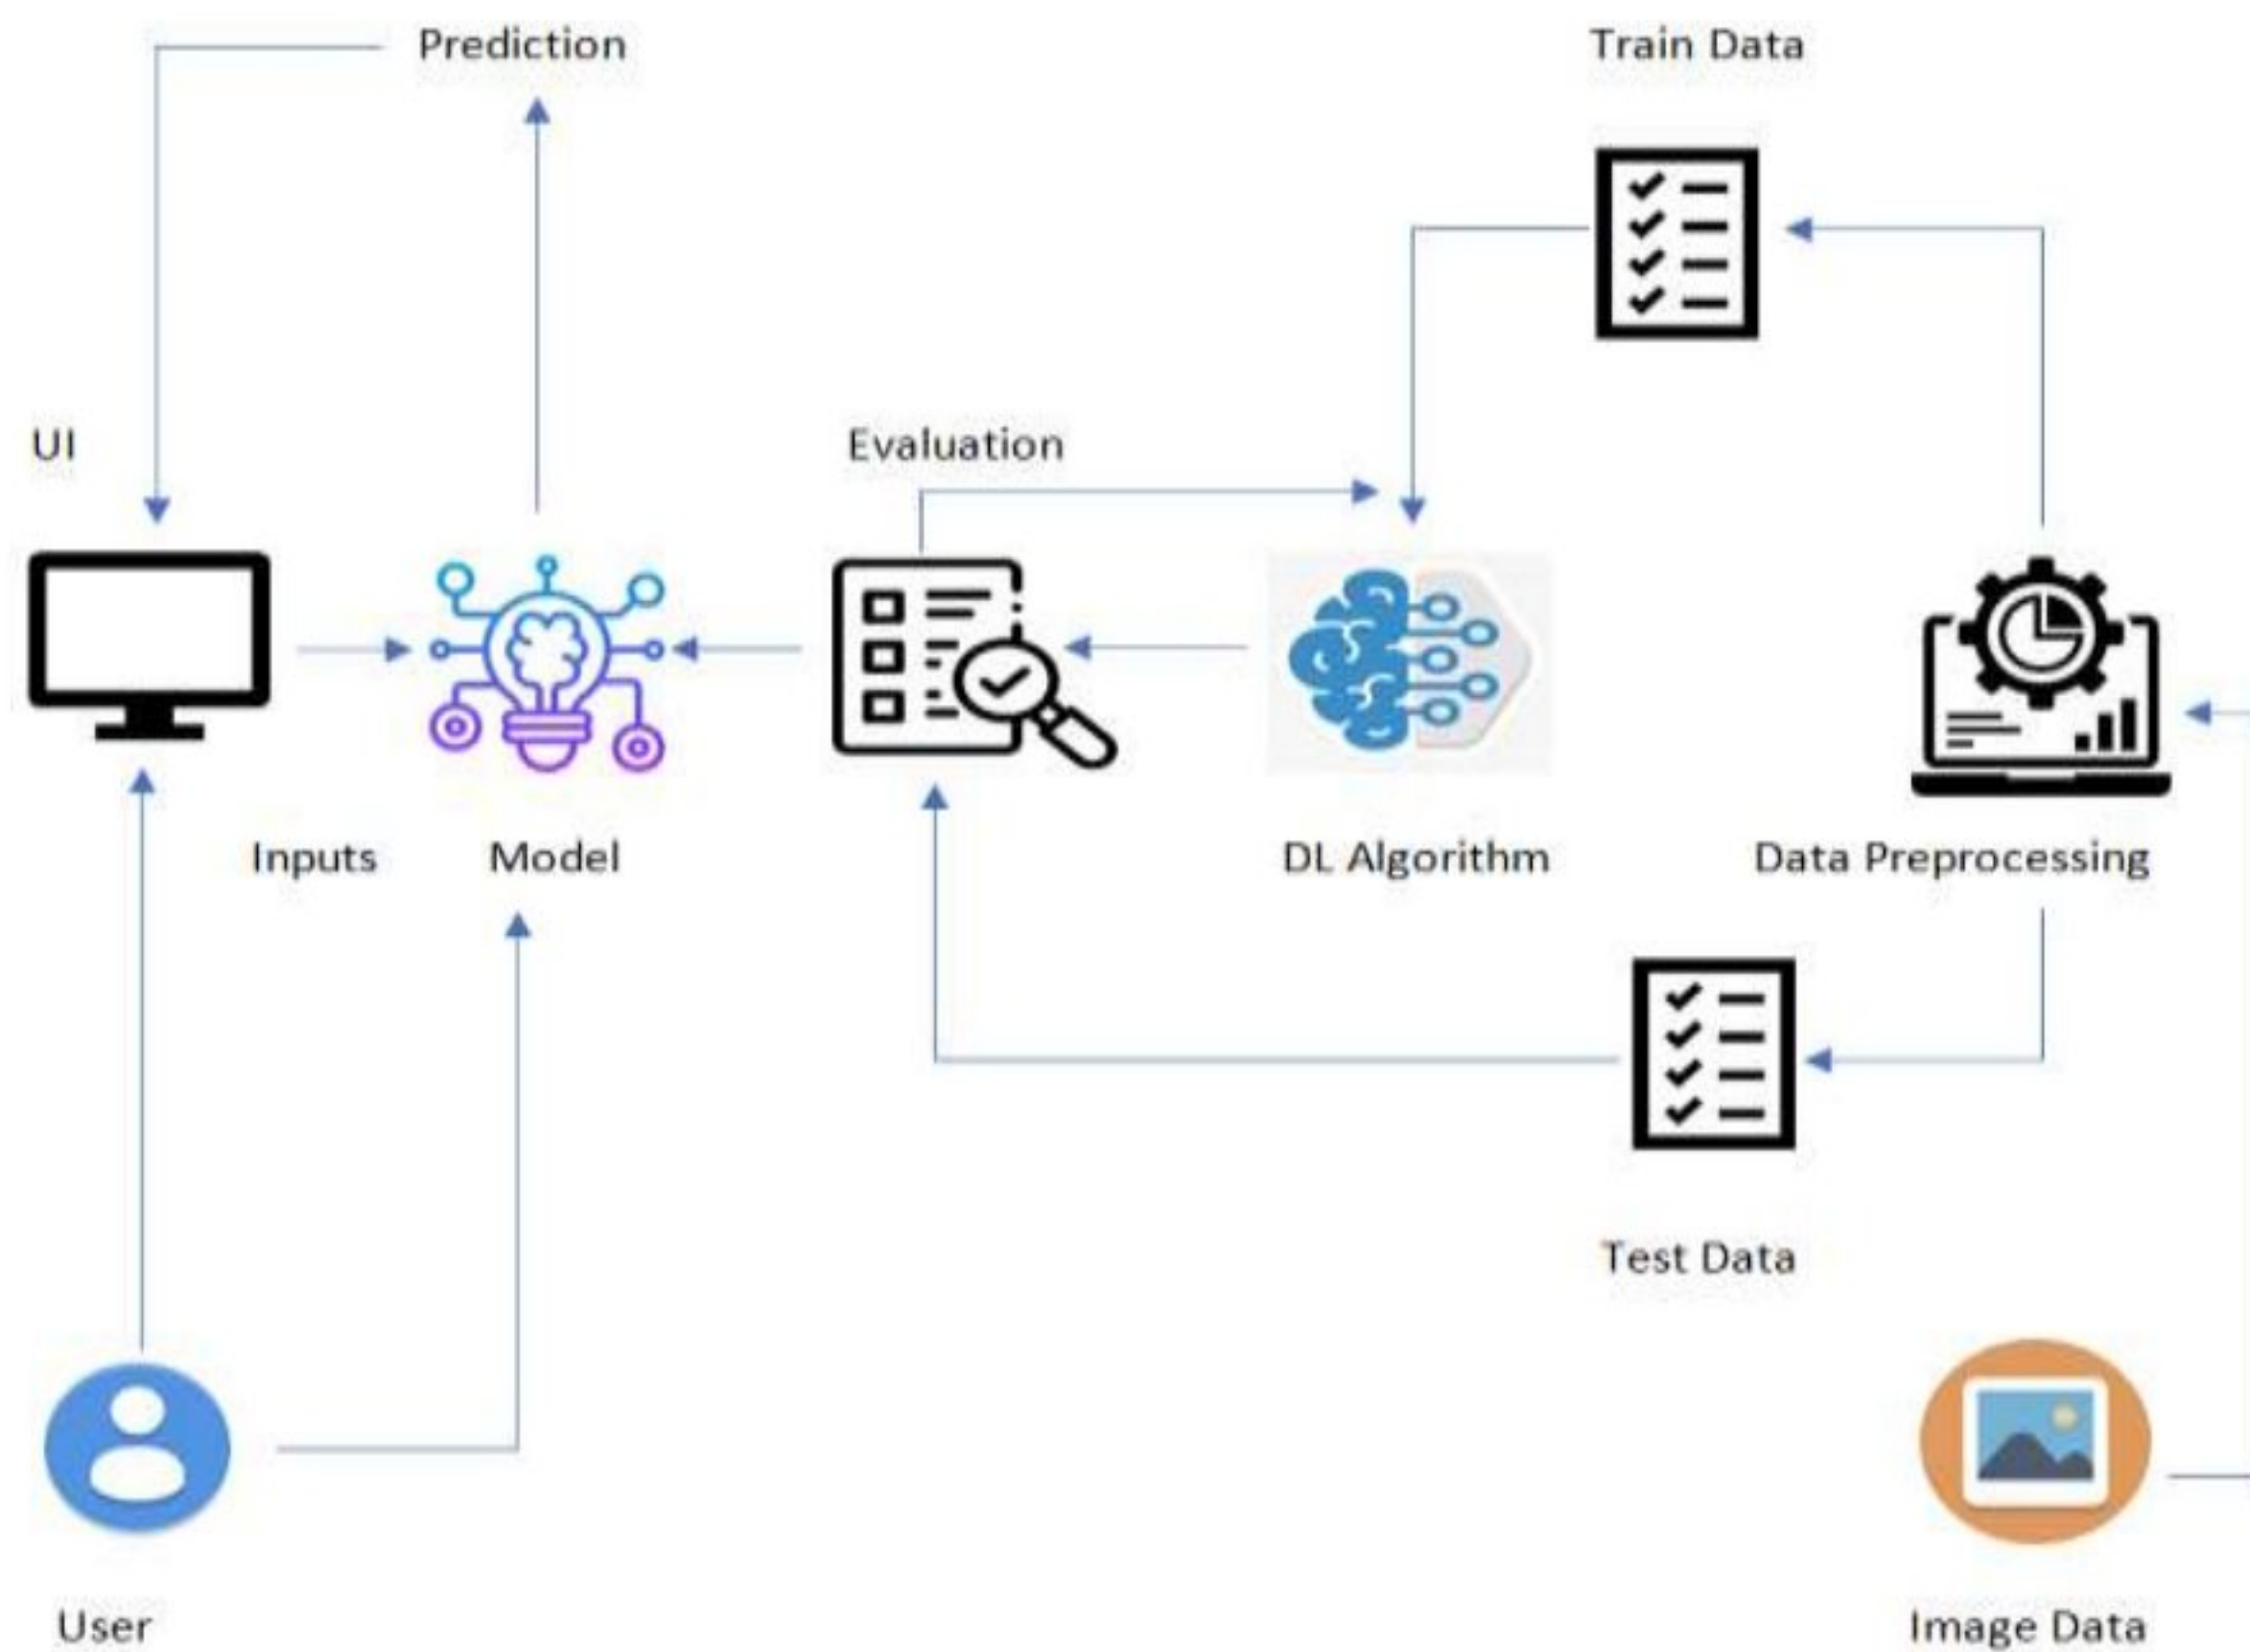 Prediction
Train Data
UI
Evaluation
Inputs
Model
DL Algorithm
Data Preprocessing
Test Data
User
Image Data